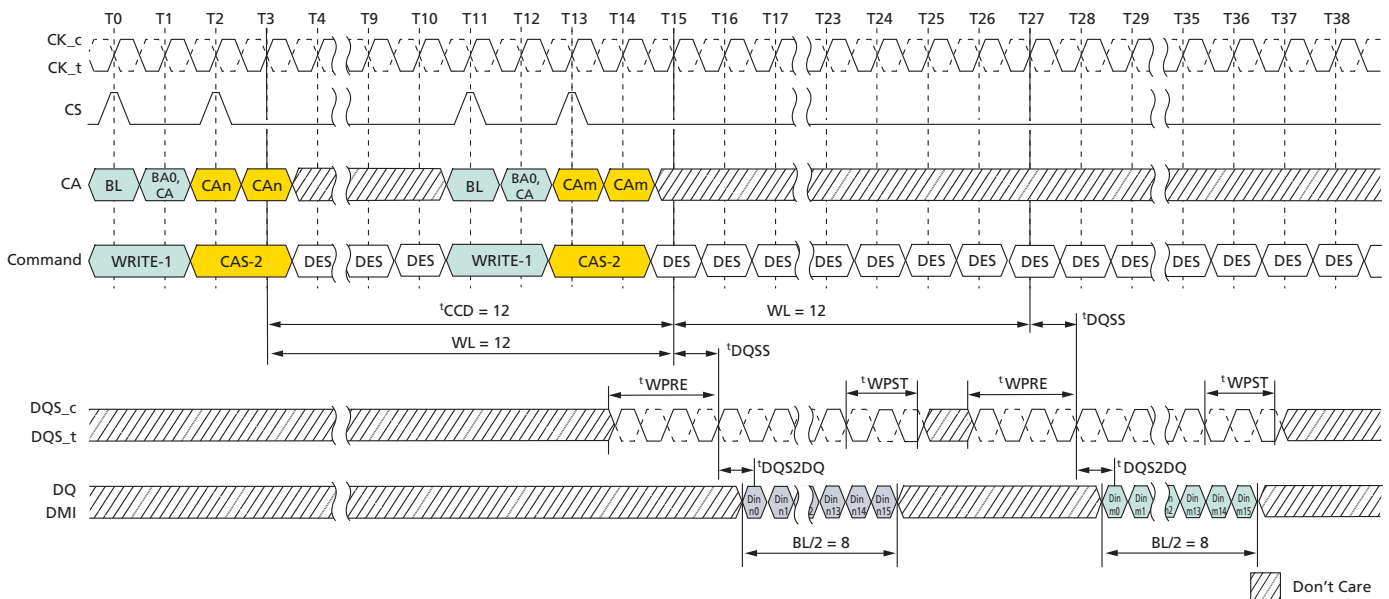 T0 T1 T2 T3 T4 T9 T10 T11 T12 T13 T14 T15 T16 T17 T23 T24 T25 T26 T27 T28 T29 T35 T36 T37 T38
CK_c
CK_t
CS
CA BL BA0, CA CAn CAn BL BA0, CA CAm CAm
Command WRITE-1 CAS-2 DES DES DES WRITE-1 CAS-2 DES DES DES DES DES DES DES DES DES DES DES DES DES DES
tCCD = 12 WL = 12 tDQSS
WL = 12 tDQSS
tWPRE tWPST tWPRE tWPST
DQS_c
DQS_t
tDQS2DQ tDQS2DQ
DQ Din n0 Din n1 2 Din n13 Din n14 Din n15 Din m0 Din m1 n n2 Din m13 Din m14 Din m15
DMI
BL/2 = 8 BL/2 = 8
Don't Care